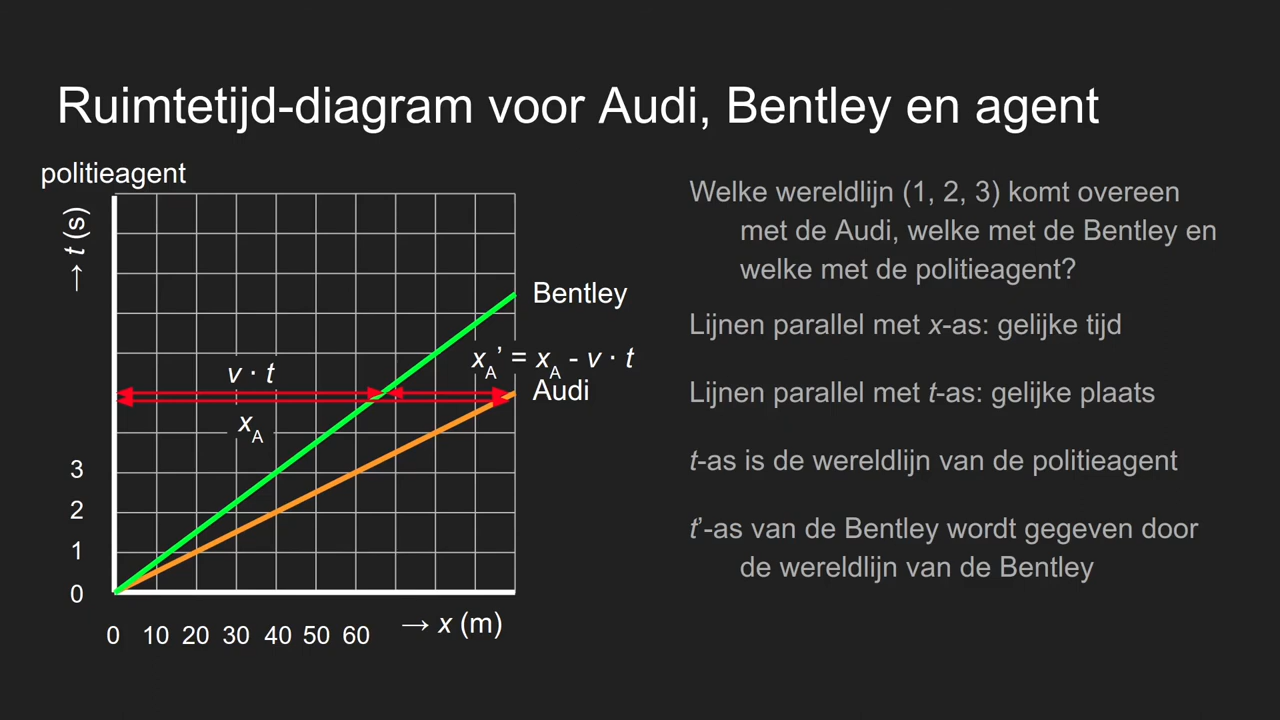 Ruimtetijd-diagram voor Audi, Bentley en agent
politieagent
→ t (s)
Bentley
xA’ = xA - v · t
v · t
Audi
xA
3
2
1
0
0 10 20 30 40 50 60
→ x (m)
Welke wereldlijn (1, 2, 3) komt overeen
met de Audi, welke met de Bentley en
welke met de politieagent?
Lijnen parallel met x-as: gelijke tijd
Lijnen parallel met t-as: gelijke plaats
t-as is de wereldlijn van de politieagent
t’-as van de Bentley wordt gegeven door
de wereldlijn van de Bentley